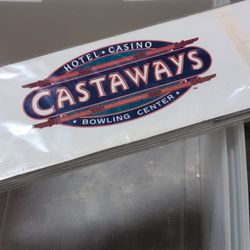 HOTEL • CASINO
CASTAWAYS
• BOWLING CENTER •